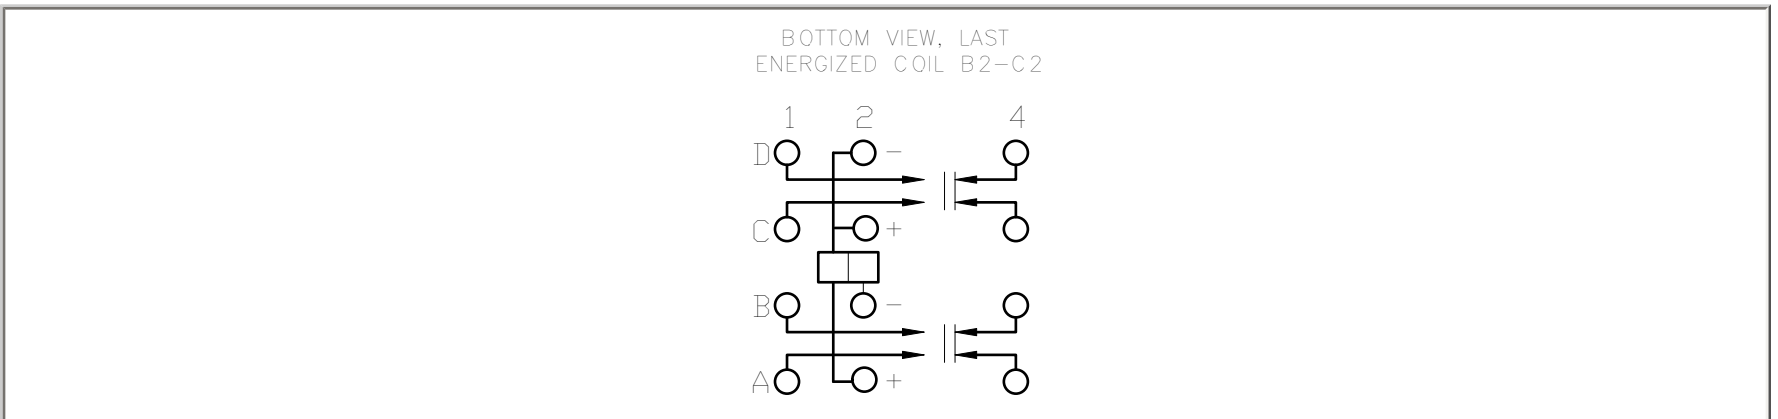 BOTTOM VIEW, LAST
ENERGIZED COIL B2-C2
1 2 4
D -
C +
B -
A +